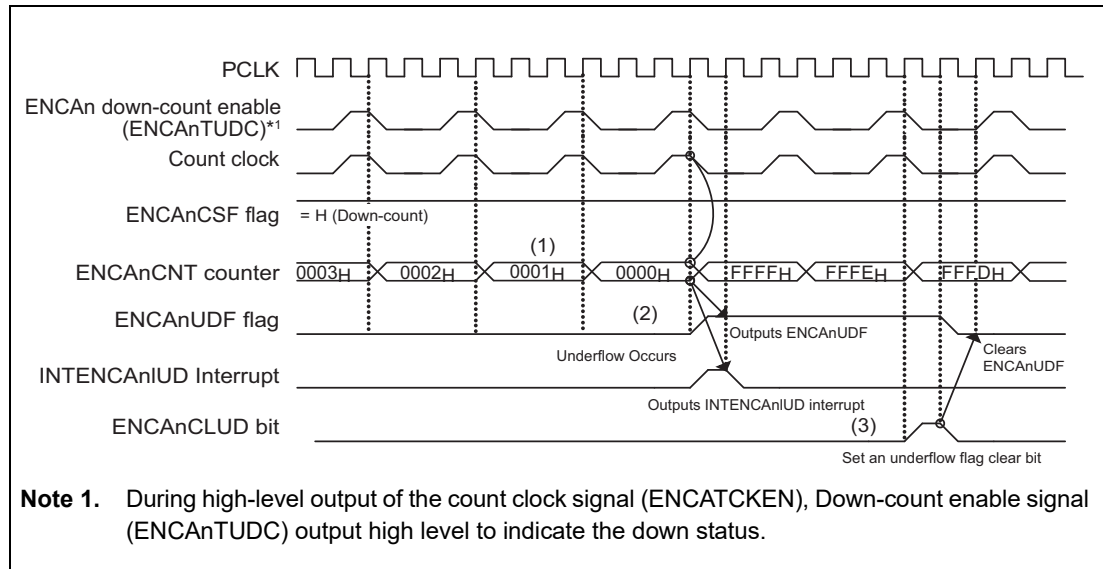 PCLK
ENCAn down-count enable
(ENCAnTUDC)*1
Count clock
ENCAnCSF flag
= H (Down-count)
(1)
ENCAnCNT counter
0003H 0002H 0001H 0000H FFFFH FFFEH FFFDH
(2)
ENCAnUDF flag
Outputs ENCAnUDF
Underflow Occurs
Clears
ENCAnUDF
INTENCAnIUD Interrupt
Outputs INTENCAnIUD interrupt
(3)
ENCAnCLUD bit
Set an underflow flag clear bit
Note 1. During high-level output of the count clock signal (ENCATCKEN), Down-count enable signal
(ENCAnTUDC) output high level to indicate the down status.